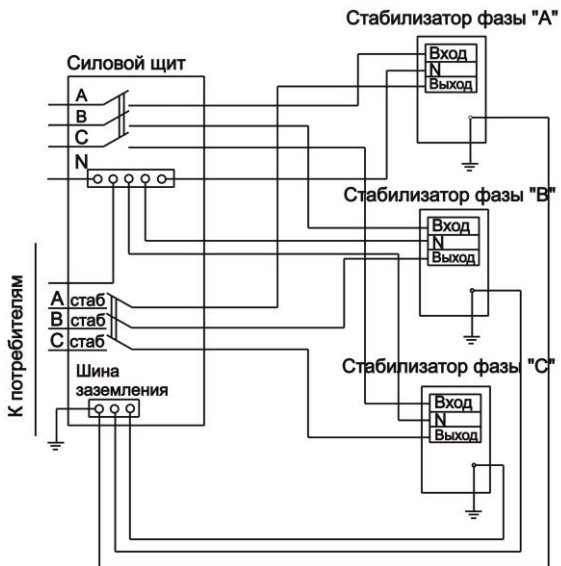 Стабилизатор фазы "А"
Силовой щит
Вход
N
Выход
А
В
С
N
Стабилизатор фазы "В"
Вход
N
Выход
К потребителям
А стаб
В стаб
С стаб
Стабилизатор фазы "С"
Шина
заземления
Вход
N
Выход